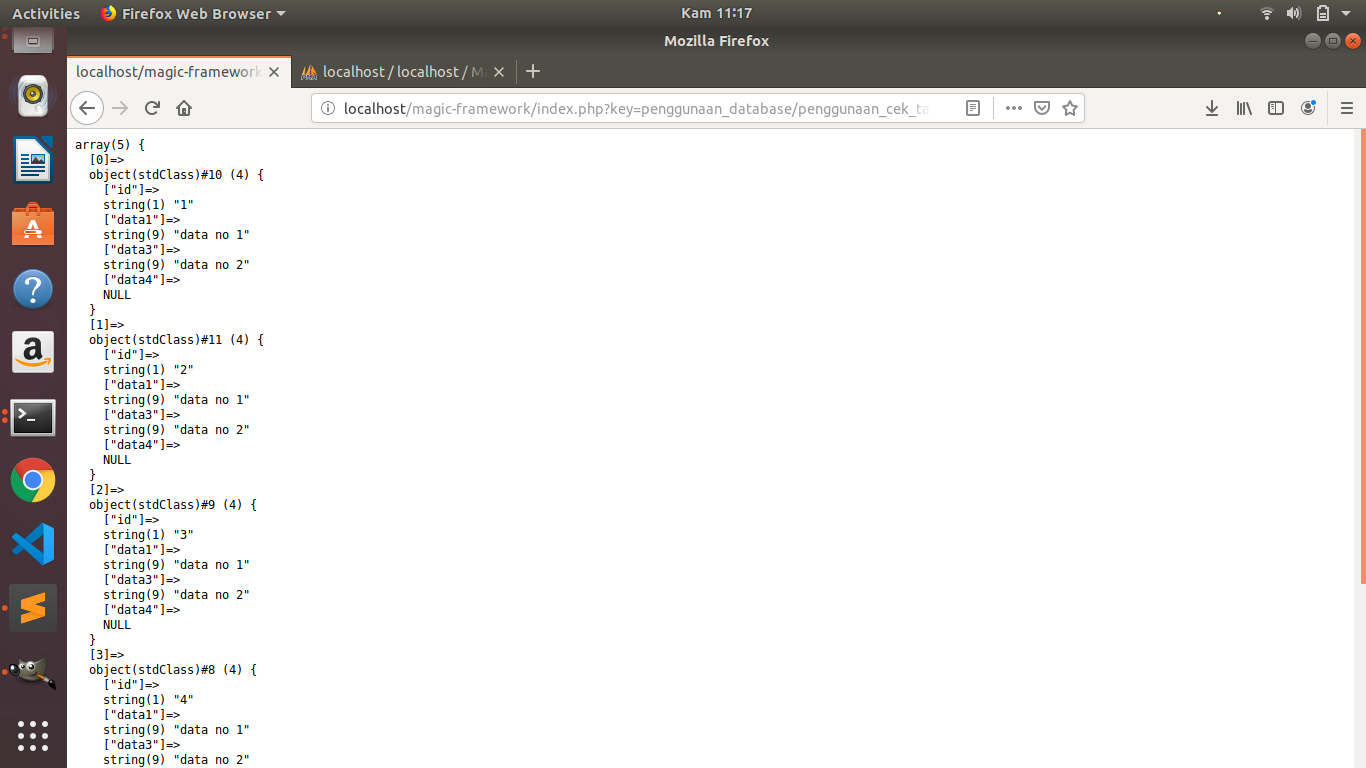 Activities
Firefox Web Browser
Kam 11:17
Mozilla Firefox
localhost/magic-framework
localhost / localhost / M
localhost/magic-framework/index.php?key=penggunaan_database/penggunaan_cek_ta
array(5) {
[0]=>
object(stdClass)#10 (4) {
["id"]=>
string(1) "1"
["data1"]=>
string(9) "data no 1"
["data3"]=>
string(9) "data no 2"
["data4"]=>
NULL
}
[1]=>
object(stdClass)#11 (4) {
["id"]=>
string(1) "2"
["data1"]=>
string(9) "data no 1"
["data3"]=>
string(9) "data no 2"
["data4"]=>
NULL
}
[2]=>
object(stdClass)#9 (4) {
["id"]=>
string(1) "3"
["data1"]=>
string(9) "data no 1"
["data3"]=>
string(9) "data no 2"
["data4"]=>
NULL
}
[3]=>
object(stdClass)#8 (4) {
["id"]=>
string(1) "4"
["data1"]=>
string(9) "data no 1"
["data3"]=>
string(9) "data no 2"